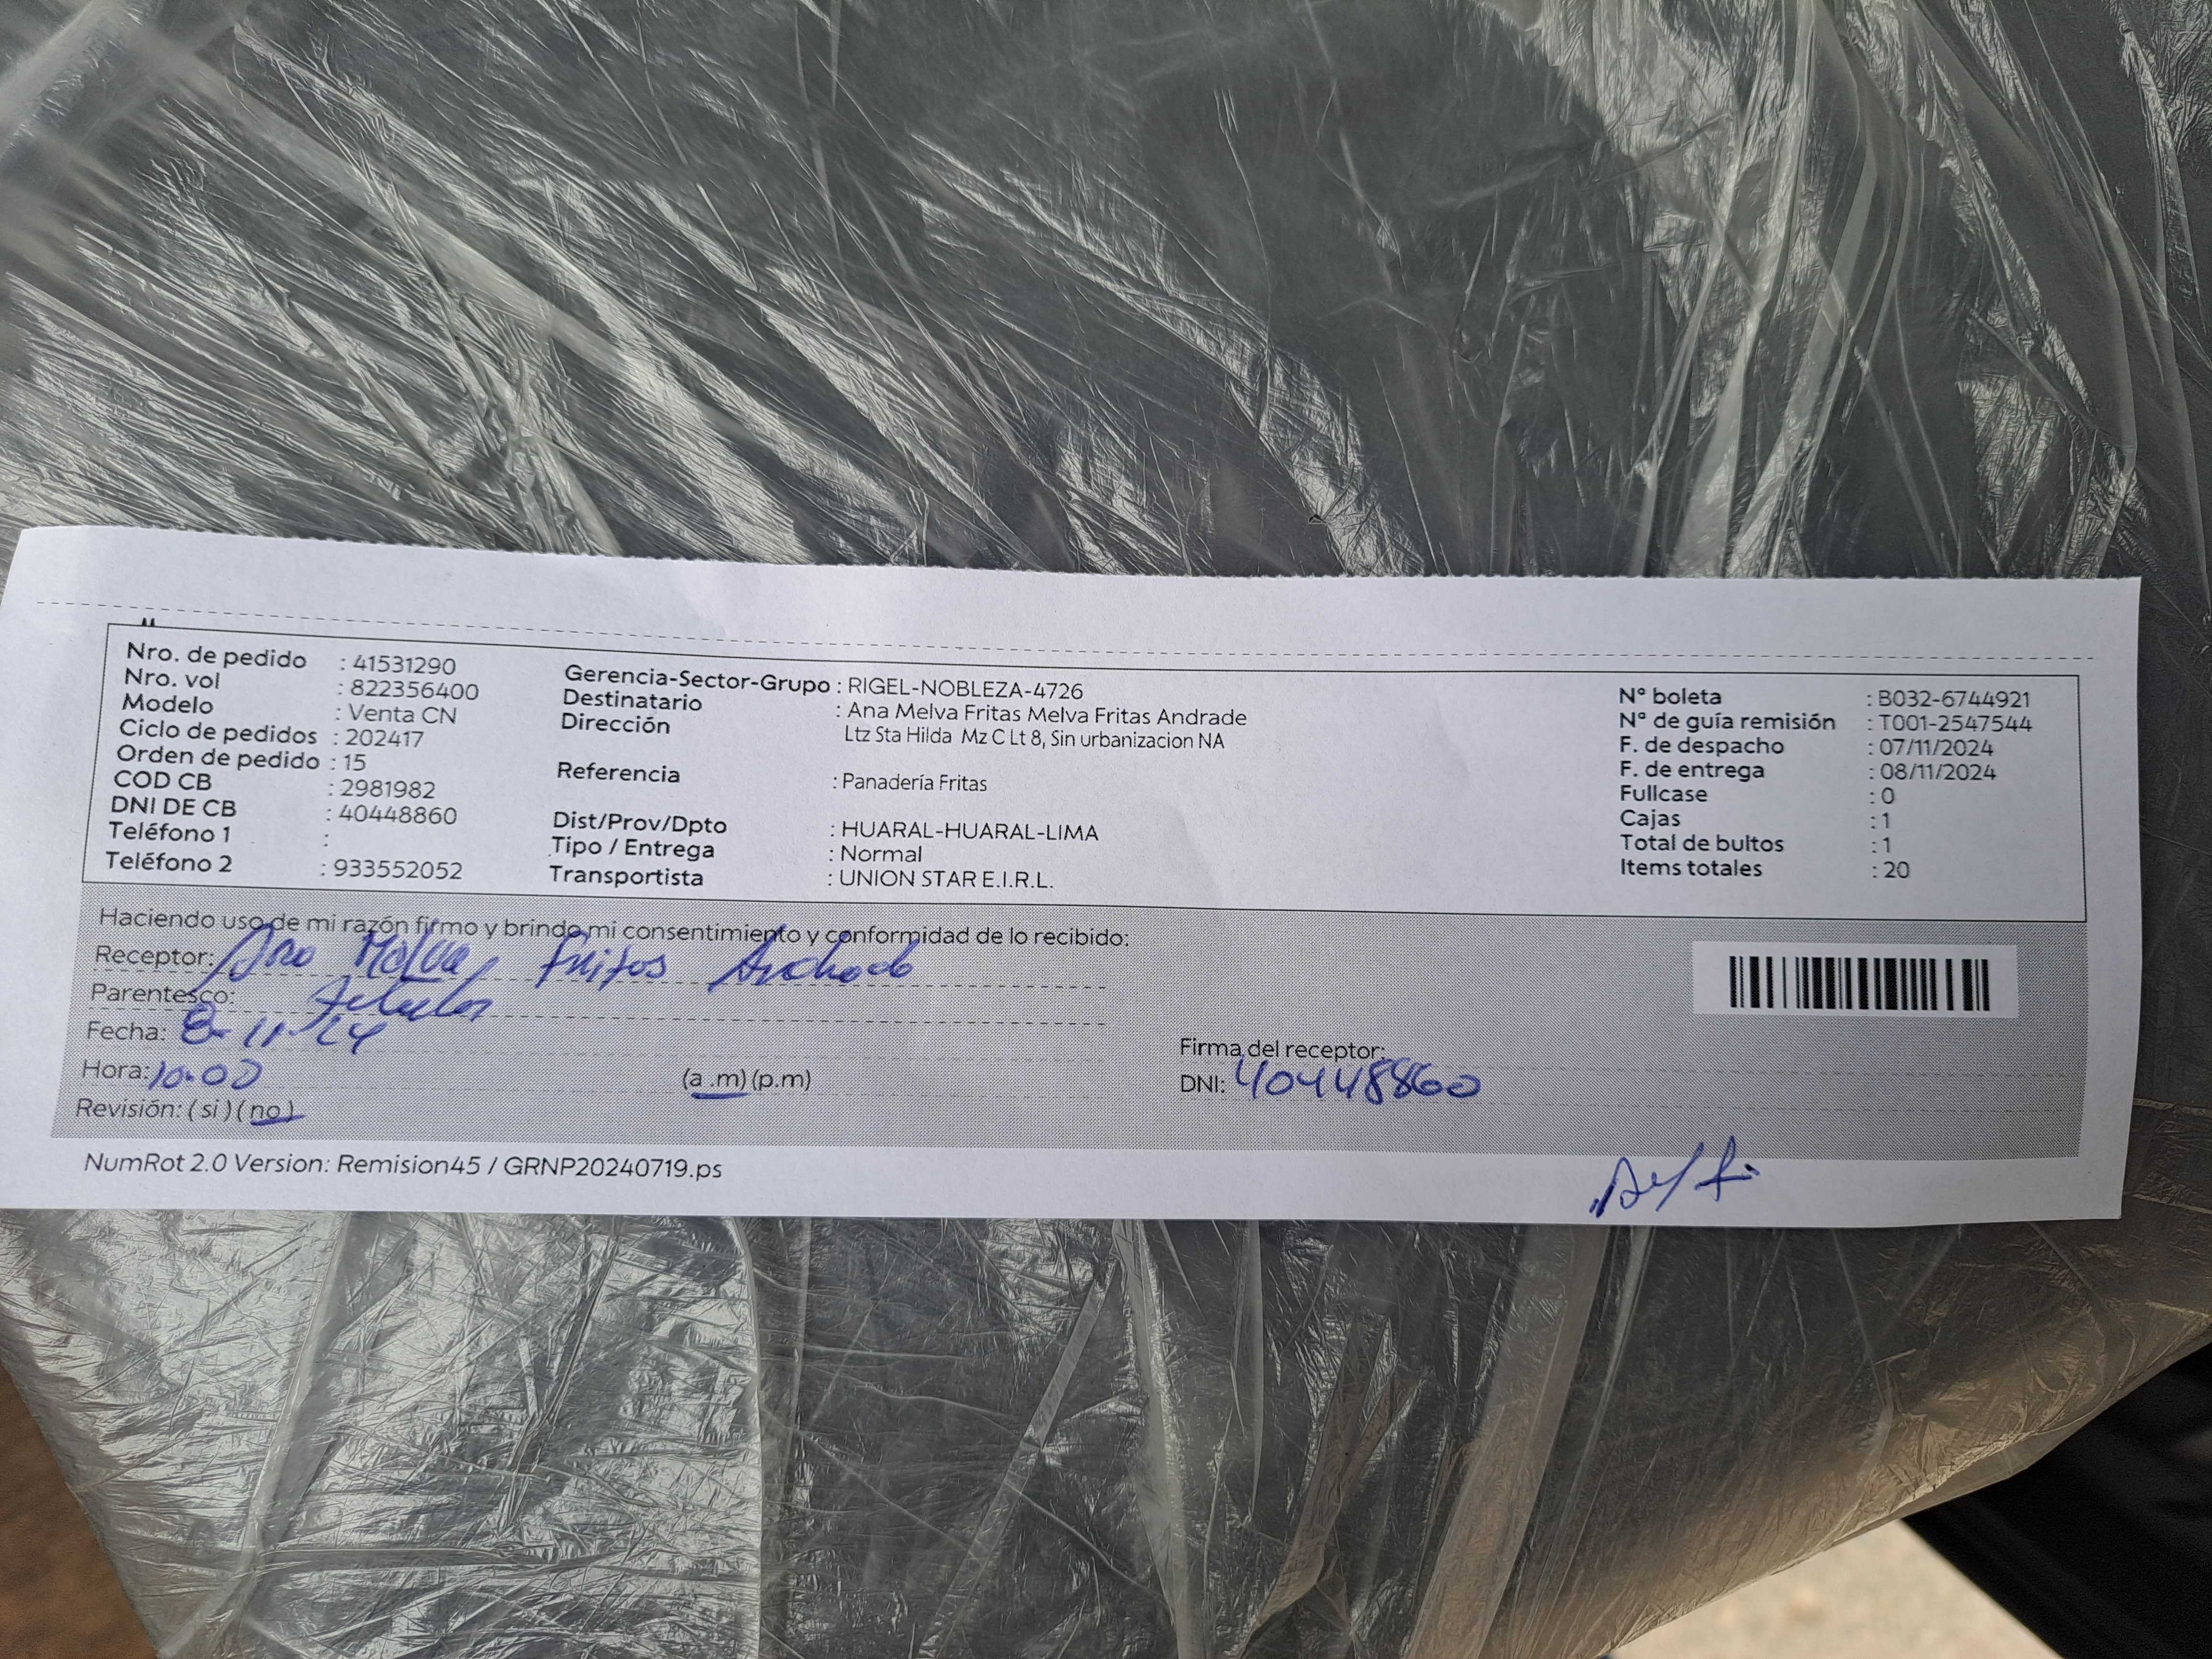 Nro. de pedido : 41531290
Nro. vol : 822356400
Modelo : Venta CN
Ciclo de pedidos : 202417
Orden de pedido : 15
COD CB : 2981982
DNI DE CB : 40448860
Teléfono 1 :
Teléfono 2 : 933552052
Gerencia-Sector-Grupo : RIGEL-NOBLEZA-4726
Destinatario : Ana Melva Fritas Melva Fritas Andrade
Dirección Ltz Sta Hilda Mz C Lt 8, Sin urbanizacion NA
Referencia : Panadería Fritas
Dist/Prov/Dpto : HUARAL-HUARAL-LIMA
Tipo / Entrega : Normal
Transportista : UNION STAR E.I.R.L.
N° boleta : B032-6744921
N° de guía remisión : T001-2547544
F. de despacho : 07/11/2024
F. de entrega : 08/11/2024
Fullcase : 0
Cajas : 1
Total de bultos : 1
Items totales : 20
Haciendo uso de mi razón firmo y brindo mi consentimiento y conformidad de lo recibido:
Receptor: Ana Melva Fritas Andrade
Parentesco:
Fecha: 8-11-24
Hora: 10:00 (a .m) (p.m)
Revisión: ( si ) ( no )
Firma del receptor:
DNI: 40448860
NumRot 2.0 Version: Remision45 / GRNP20240719.ps